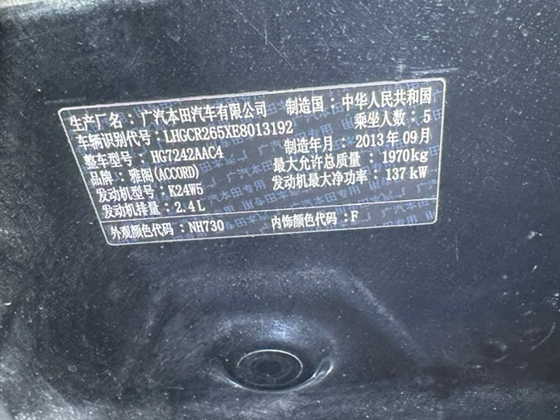 生产厂名：广汽本田汽车有限公司 制造国：中华人民共和国
车辆识别代号：LHGCR265XE8013192 乘坐人数：5
整车型号：HG7242AAC4 制造年月：2013年09月
品牌：雅阁(ACCORD) 最大允许总质量：1970kg
发动机型号：K24W5 发动机最大净功率：137kW
发动机排量：2.4L
外观颜色代码：NH730 内饰颜色代码：F